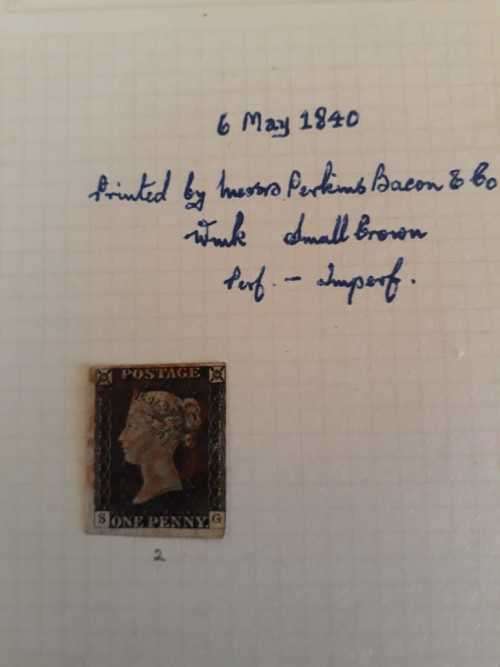 6 May 1840
Printed by Messrs Perkins Bacon & Co
Wmk Small Crown
Perf. - Imperf.
POSTAGE
S ONE PENNY G
2